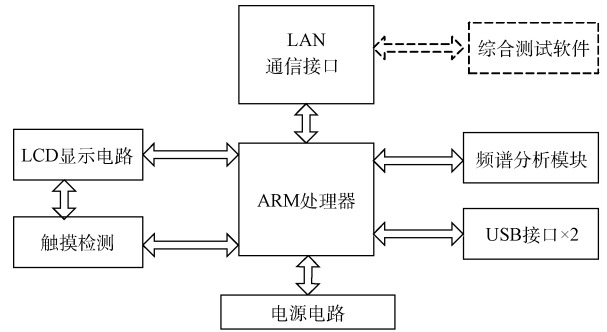 LAN
通信接口
综合测试软件
LCD显示电路
ARM处理器
频谱分析模块
触摸检测
USB接口×2
电源电路